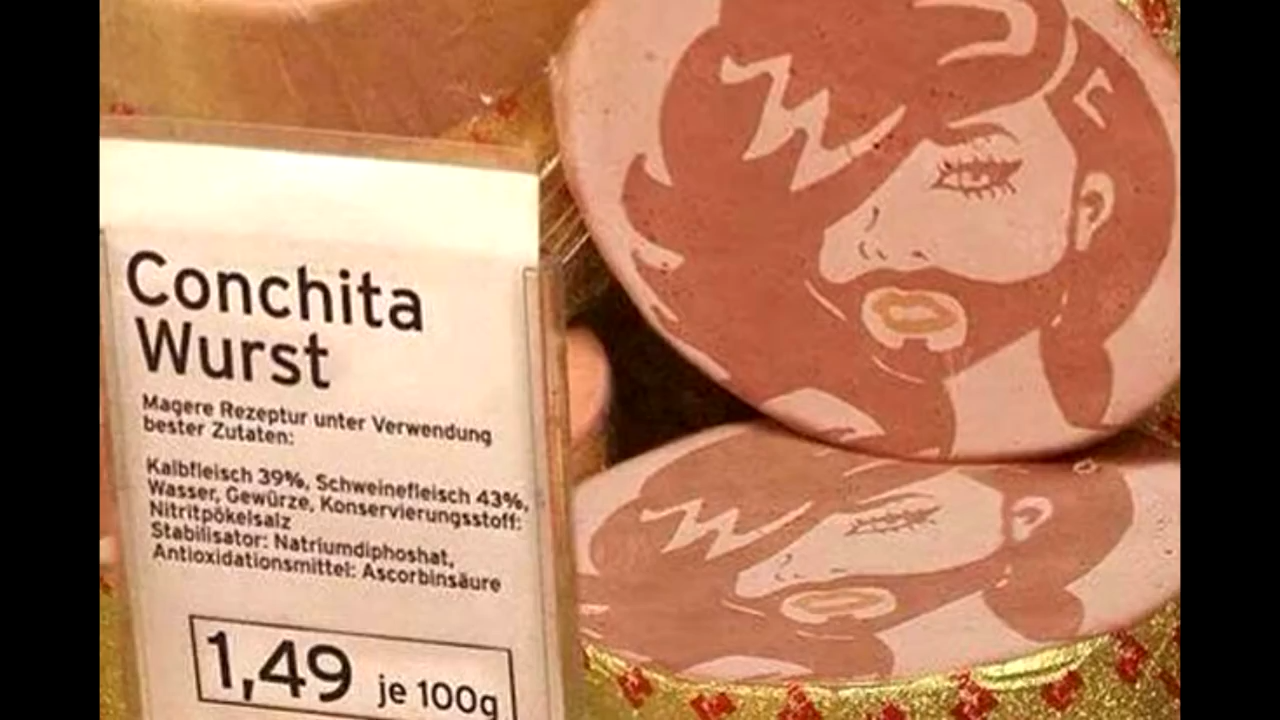 Conchita
Wurst
Magere Rezeptur unter Verwendung
bester Zutaten:
Kalbfleisch 39%, Schweinefleisch 43%,
Wasser, Gewürze, Konservierungsstoff:
Nitritpökelsalz
Stabilisator: Natriumdiphoshat,
Antioxidationsmittel: Ascorbinsäure
1,49 je 100g